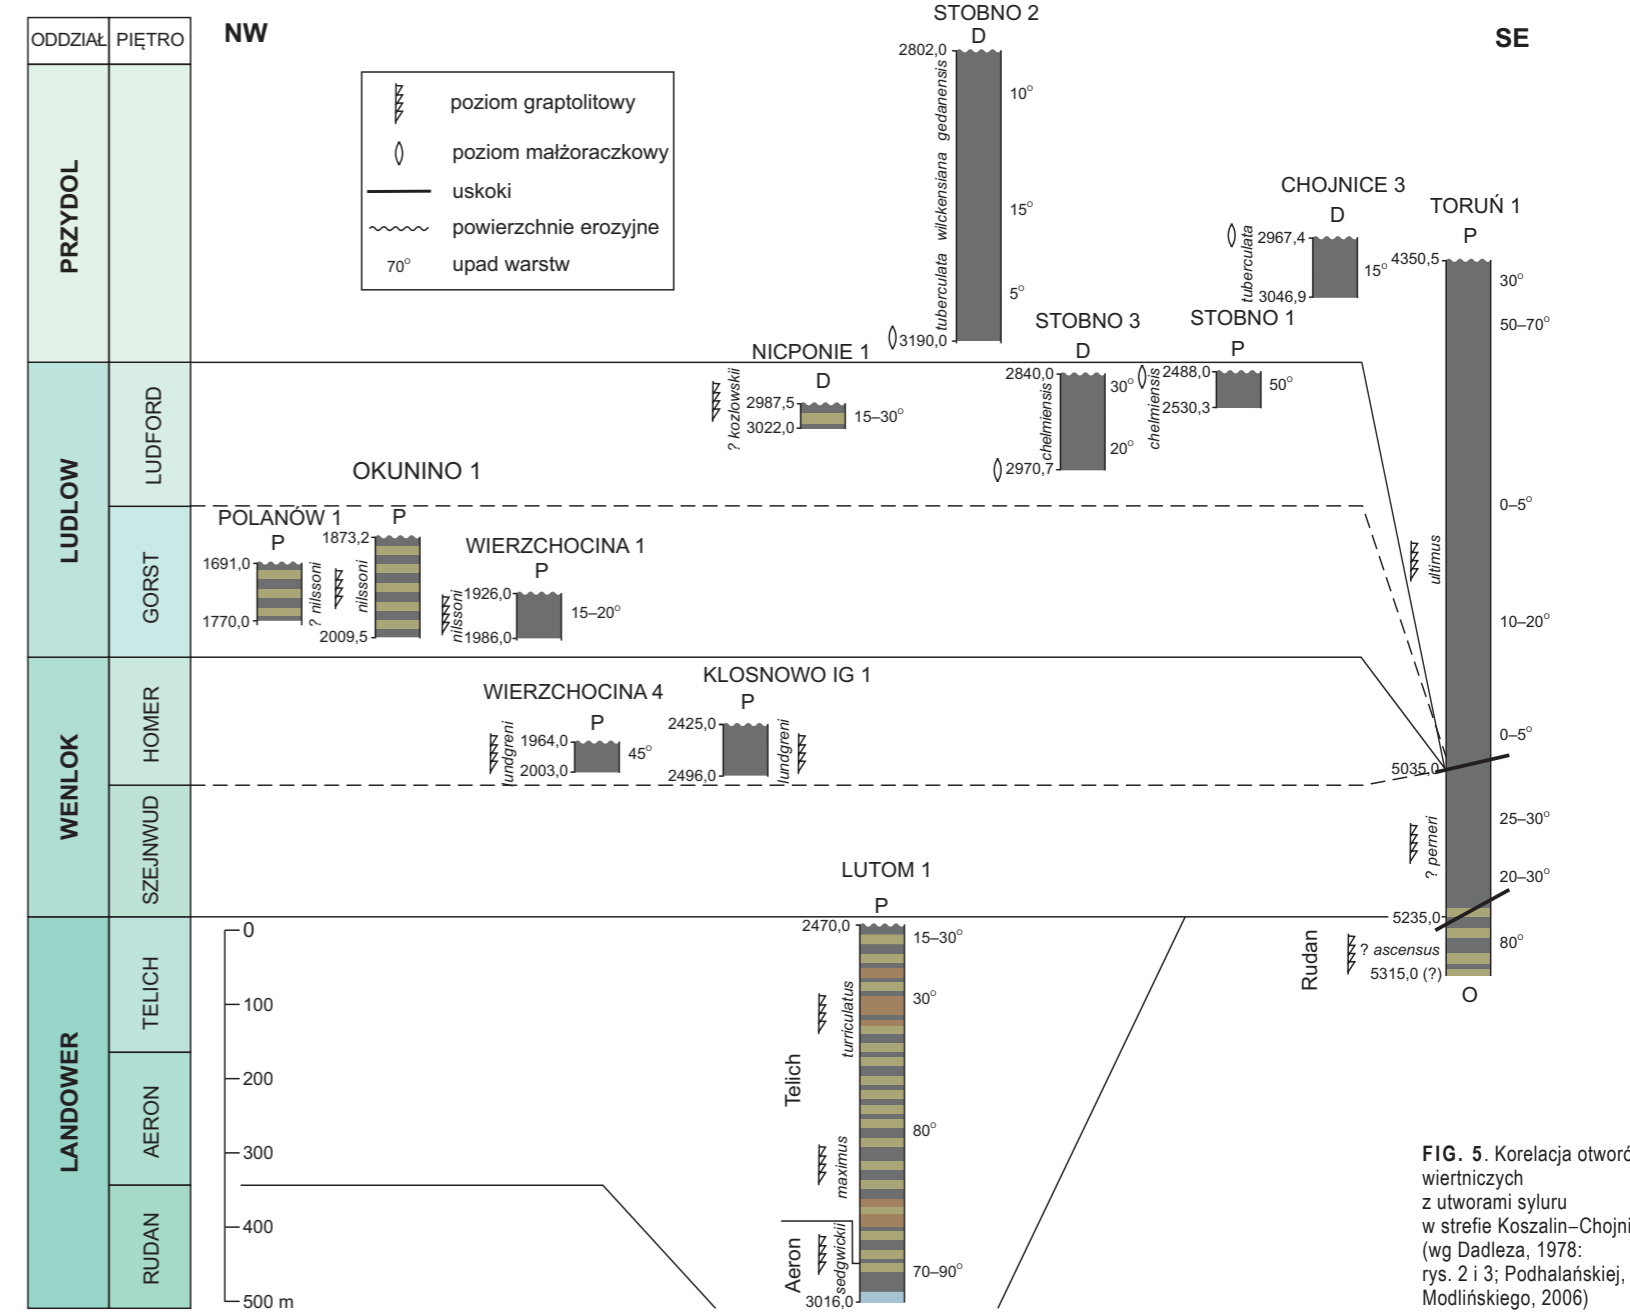 ODDZIAŁ
PIĘTRO
PRZYDOL
LUDLOW
LUDFORD
GORST
WENLOK
HOMER
SZEJNWUD
LANDOWER
TELICH
AERON
RUDAN
NW
SE
poziom graptolitowy
poziom małżoraczkowy
uskoki
powierzchnie erozyjne
70° upad warstw
STOBNO 2
D
2802,0
tuberculata wilckensiana gedanensis
10°
15°
5°
3190,0
CHOJNICE 3
D
tuberculata
2967,4
15°
3046,9
TORUŃ 1
P
4350,5
30°
50–70°
0–5°
ultimus
10–20°
0–5°
5035,0
25–30°
? perneri
20–30°
5235,0
Rudan
? ascensus
80°
5315,0 (?)
O
NICPONIE 1
D
? kozlowskii
2987,5
15–30°
3022,0
STOBNO 3
D
2840,0
chelmiensis
30°
20°
2970,7
STOBNO 1
P
chelmiensis
2488,0
50°
2530,3
POLANÓW 1
P
1691,0
1770,0
? nilssoni
OKUNINO 1
P
1873,2
nilssoni
2009,5
WIERZCHOCINA 1
P
nilssoni
1926,0
15–20°
1986,0
WIERZCHOCINA 4
P
lundgreni
1964,0
45°
2003,0
KLOSNOWO IG 1
P
2425,0
2496,0
lundgreni
LUTOM 1
P
2470,0
15–30°
30°
turriculatus
Telich
80°
maximus
Aeron
sedgwickii
70–90°
3016,0
0
100
200
300
400
500 m
FIG. 5. Korelacja otworó
wiertniczych
z utworami syluru
w strefie Koszalin–Chojni
(wg Dadleza, 1978:
rys. 2 i 3; Podhalańskiej,
Modlińskiego, 2006)